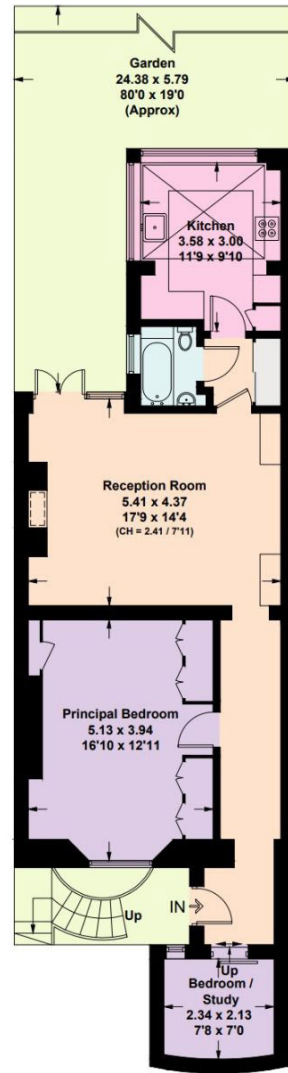 Garden
24.38 x 5.79
80'0 x 19'0
(Approx)
Kitchen
3.58 x 3.00
11'9 x 9'10
Reception Room
5.41 x 4.37
17'9 x 14'4
(CH = 2.41 / 7'11)
Principal Bedroom
5.13 x 3.94
16'10 x 12'11
Up
IN
Up
Bedroom /
Study
2.34 x 2.13
7'8 x 7'0